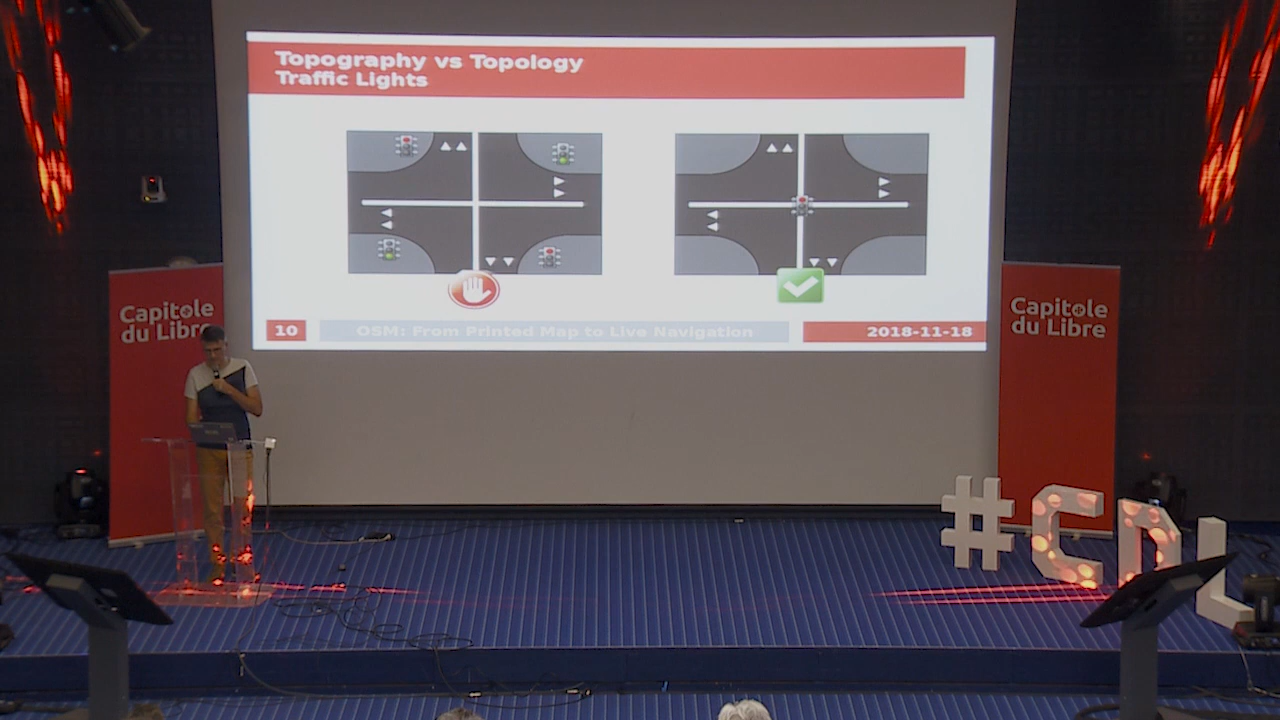 Topography vs Topology
Traffic Lights
10
OSM: From Printed Map to Live Navigation
2018-11-18
Capitole
du Libre
Capitole
du Libre
#CDL